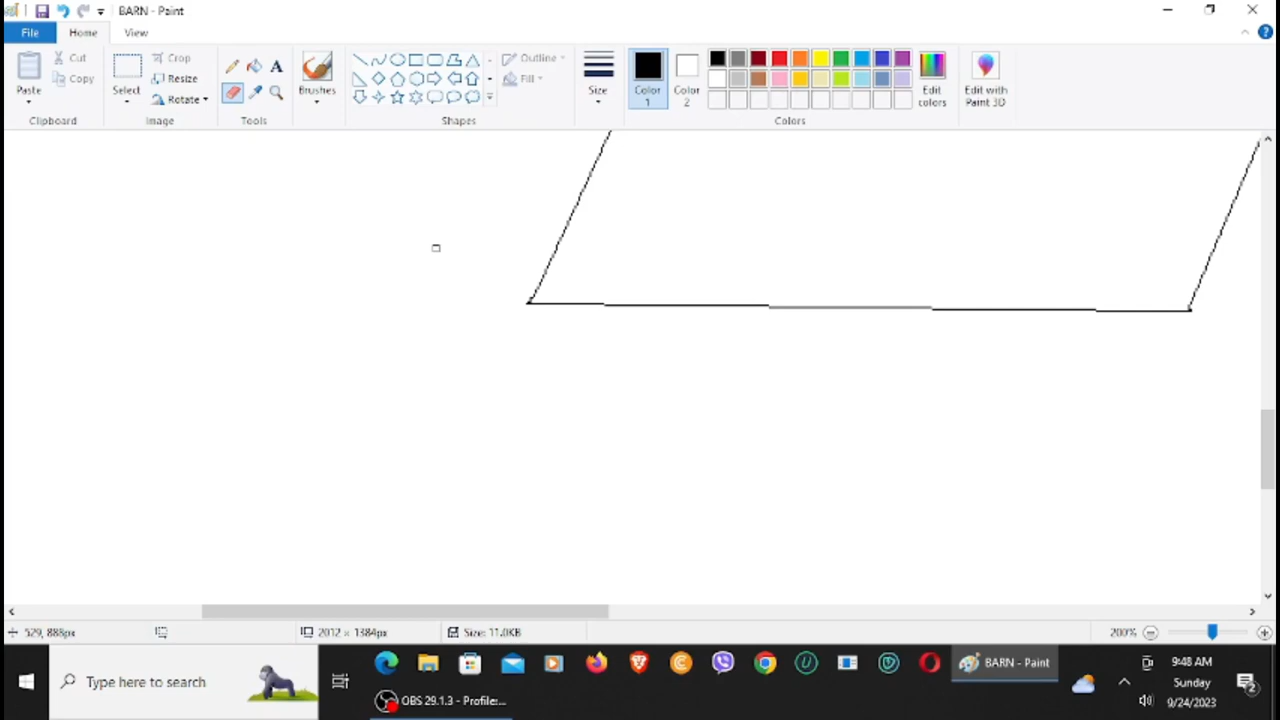 BARN - Paint
File
Home
View
Paste
Cut
Copy
Clipboard
Select
Crop
Resize
Rotate
Image
A
Tools
Brushes
Shapes
Outline
Fill
Size
Color 1
Color 2
Edit colors
Colors
Edit with Paint 3D
529, 888px
2012 × 1384px
Size: 11.0KB
200%
Type here to search
OBS 29.1.3 - Profile:...
BARN - Paint
9:48 AM
Sunday
9/24/2023
2